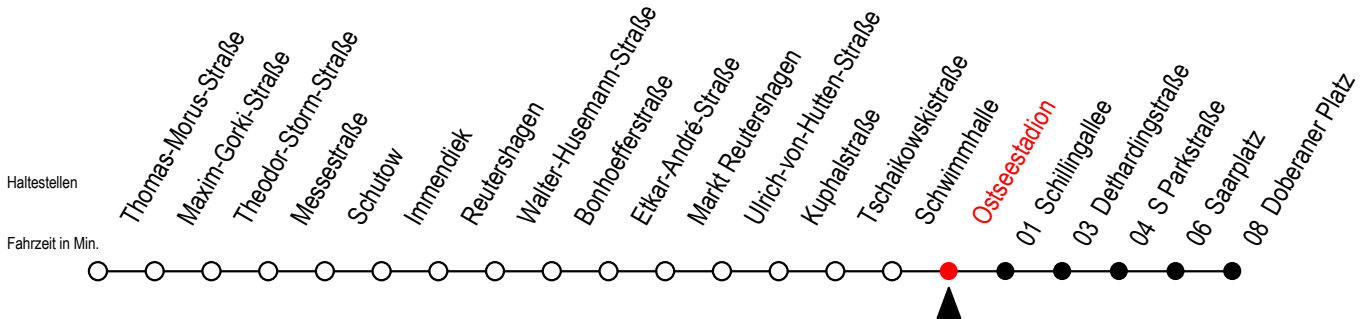 Haltestellen
Fahrzeit in Min.
Thomas-Morus-Straße
Maxim-Gorki-Straße
Theodor-Storm-Straße
Messestraße
Schutow
Immendiek
Reutershagen
Walter-Husemann-Straße
Bonhoefferstraße
Etkar-André-Straße
Markt Reutershagen
Ulrich-von-Hutten-Straße
Kuphalstraße
Tschaikowskistraße
Schwimmhalle
Ostseestadion
01 Schillingallee
03 Dethardingstraße
04 S Parkstraße
06 Saarplatz
08 Doberaner Platz